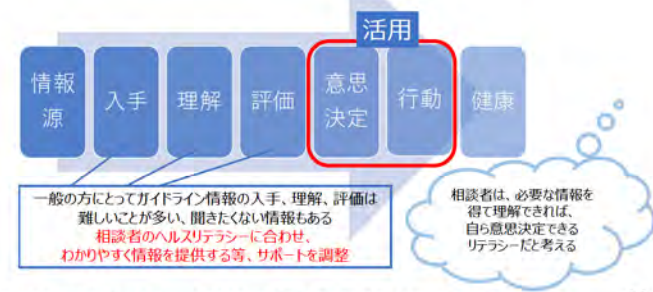 活用
情報
源
入手
理解
評価
意思
決定
行動
健康
一般の方にとってガイドライン情報の入手、理解、評価は
難しいことが多い、聞きたくない情報もある
相談者のヘルスリテラシーに合わせ、
わかりやすく情報を提供する等、サポートを調整
相談者は、必要な情報を
得て理解できれば、
自ら意思決定できる
リテラシーだと考える